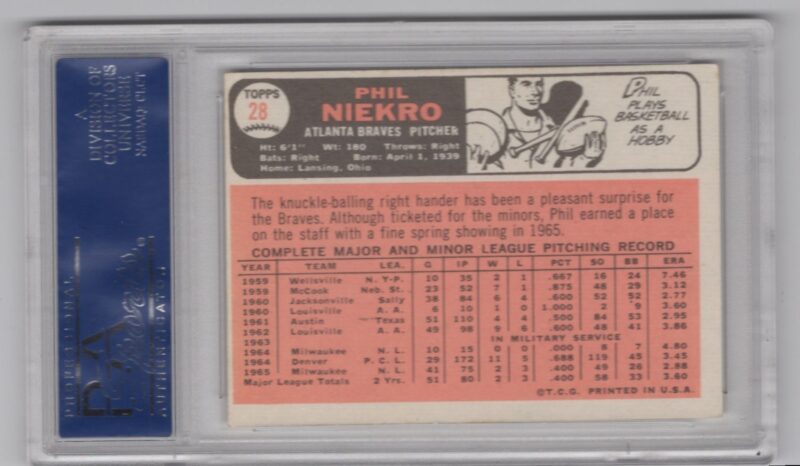 A
DIVISION OF
COLLECTORS
UNIVERSE
NASDAQ: CLCT
PROFESSIONAL
PSA
AUTHENTICATOR
TOPPS
28
PHIL
NIEKRO
ATLANTA BRAVES PITCHER
Ht: 6'1" Wt: 180 Throws: Right
Bats: Right Born: April 1, 1939
Home: Lansing, Ohio
PHIL
PLAYS
BASKETBALL
AS A
HOBBY
The knuckle-balling right hander has been a pleasant surprise for
the Braves. Although ticketed for the minors, Phil earned a place
on the staff with a fine spring showing in 1965.
COMPLETE MAJOR AND MINOR LEAGUE PITCHING RECORD
YEAR TEAM LEA. G IP W L PCT SO BB ERA
1959 Wellsville N. Y-P. 10 35 2 1 .667 16 24 7.46
1959 McCook Neb. St. 23 52 7 1 .875 48 29 3.12
1960 Jacksonville Sally 38 84 6 4 .600 52 52 2.77
1960 Louisville A. A. 6 10 1 0 1.000 2 9 3.60
1961 Austin Texas 51 110 4 4 .500 84 53 2.95
1962 Louisville A. A. 49 98 9 6 .600 48 41 3.86
1963 IN MILITARY SERVICE
1964 Milwaukee N. L. 10 15 0 0 .000 8 7 4.80
1964 Denver P. C. L. 29 172 11 5 .688 119 45 3.45
1965 Milwaukee N. L. 41 75 2 3 .400 49 26 2.88
Major League Totals 2 Yrs. 51 80 2 3 .400 58 33 3.60
©T.C.G. PRINTED IN U.S.A.